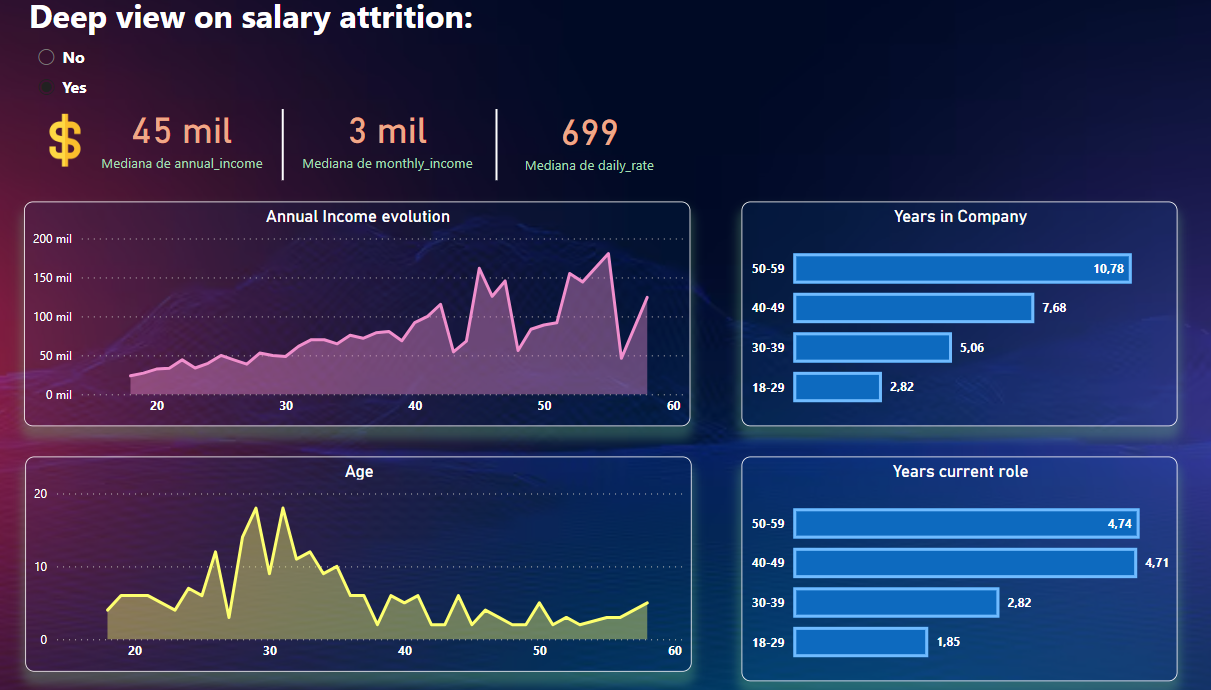 Deep view on salary attrition:
No
Yes
45 mil
Mediana de annual_income
3 mil
Mediana de monthly_income
699
Mediana de daily_rate
Annual Income evolution
200 mil
150 mil
100 mil
50 mil
0 mil
20 30 40 50 60
Years in Company
50-59 10,78
40-49 7,68
30-39 5,06
18-29 2,82
Age
20
10
0
20 30 40 50 60
Years current role
50-59 4,74
40-49 4,71
30-39 2,82
18-29 1,85